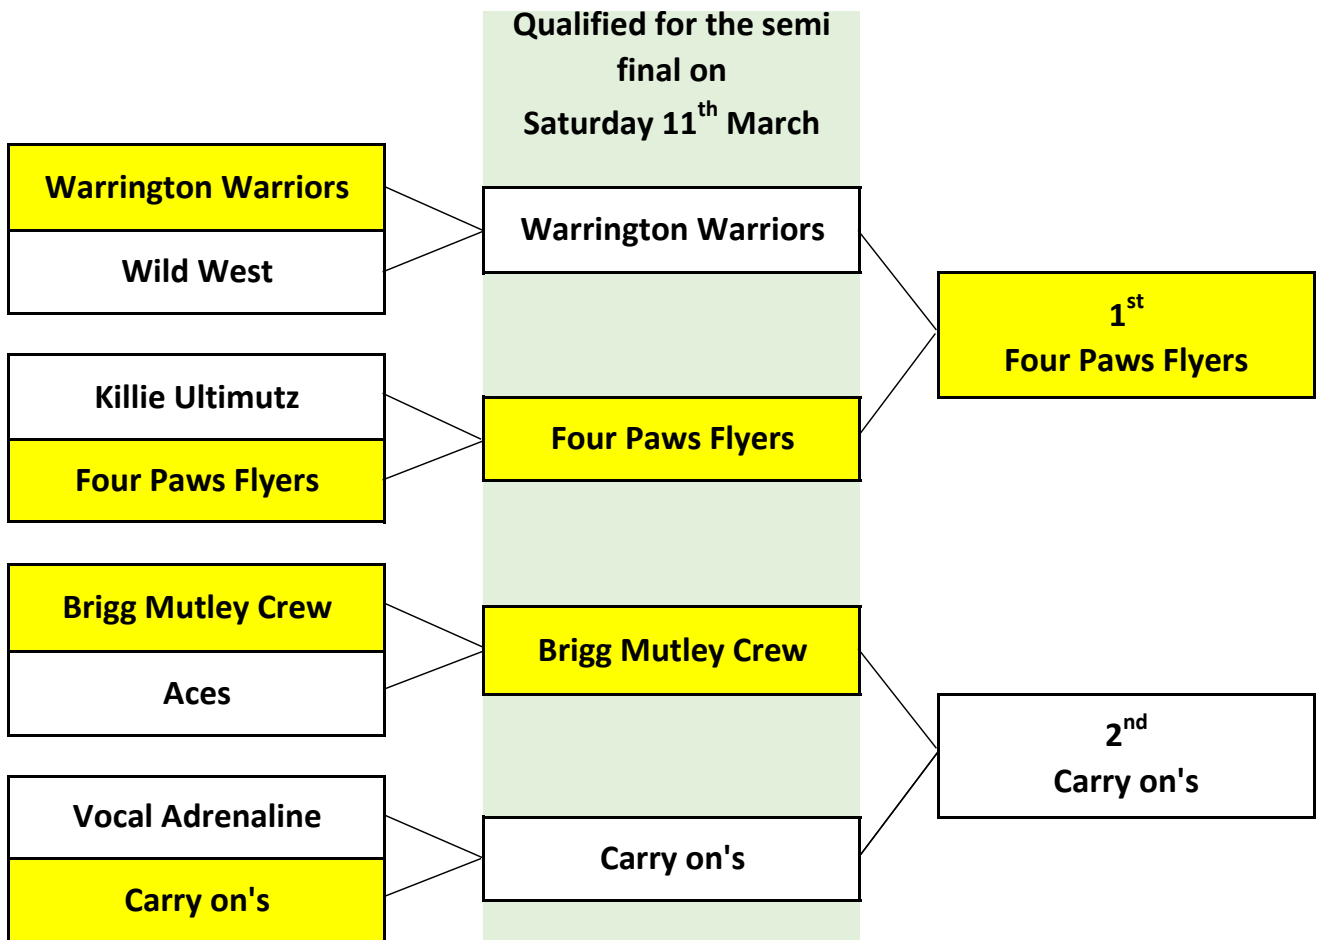 Qualified for the semi
final on
Saturday 11th March
Warrington Warriors
Wild West
Killie Ultimutz
Four Paws Flyers
Brigg Mutley Crew
Aces
Vocal Adrenaline
Carry on's
Warrington Warriors
Four Paws Flyers
Brigg Mutley Crew
Carry on's
1st
Four Paws Flyers
2nd
Carry on's